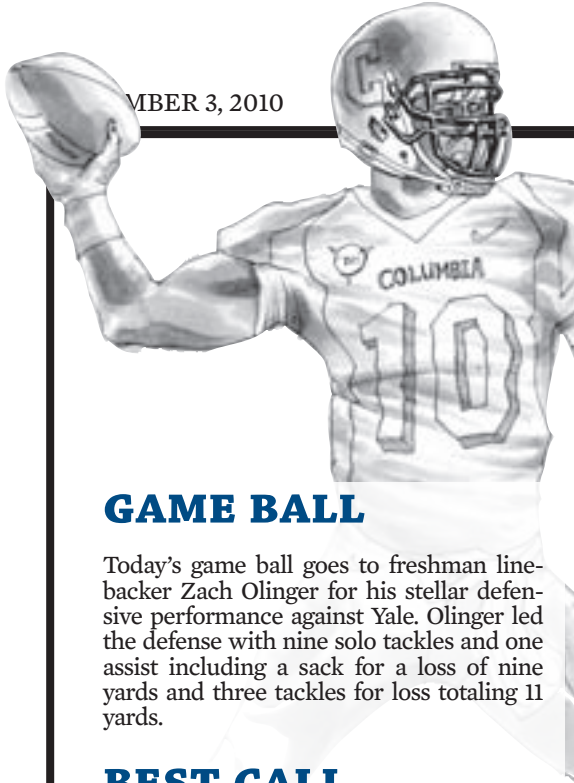 MBER 3, 2010
C
COLUMBIA
10
GAME BALL
Today's game ball goes to freshman line-
backer Zach Olinger for his stellar defen-
sive performance against Yale. Olinger led
the defense with nine solo tackles and one
assist including a sack for a loss of nine
yards and three tackles for loss totaling 11
yards.
BEST CALL